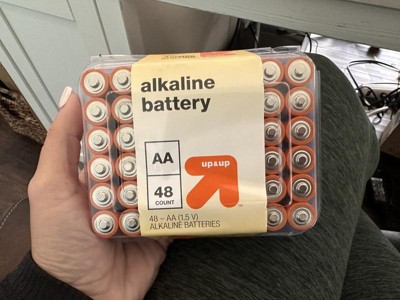 alkaline
battery
AA
48
COUNT
up&up
48 – AA (1.5 V)
ALKALINE BATTERIES